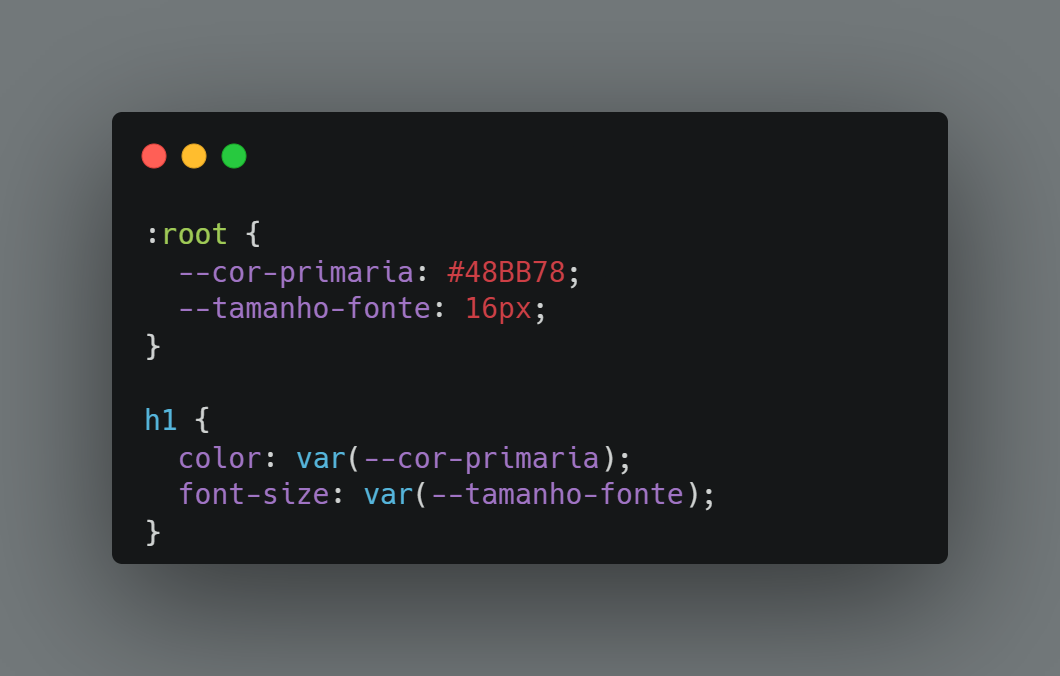 :root {
  --cor-primaria: #48BB78;
  --tamanho-fonte: 16px;
}

h1 {
  color: var(--cor-primaria);
  font-size: var(--tamanho-fonte);
}